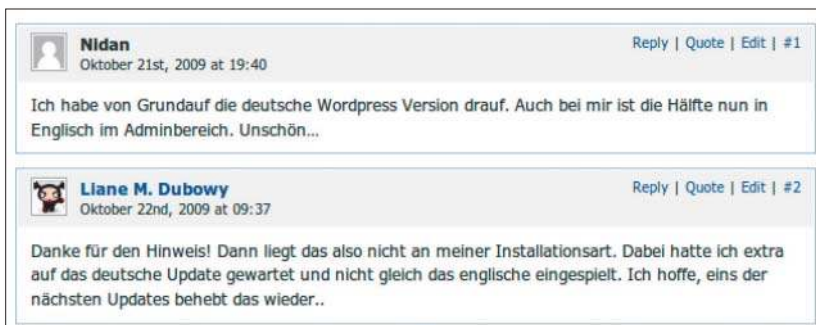 Nidan
Reply | Quote | Edit | #1
Oktober 21st, 2009 at 19:40
Ich habe von Grundauf die deutsche Wordpress Version drauf. Auch bei mir ist die Hälfte nun in
Englisch im Adminbereich. Unschön...
Liane M. Dubowy
Reply | Quote | Edit | #2
Oktober 22nd, 2009 at 09:37
Danke für den Hinweis! Dann liegt das also nicht an meiner Installationsart. Dabei hatte ich extra
auf das deutsche Update gewartet und nicht gleich das englische eingespielt. Ich hoffe, eins der
nächsten Updates behebt das wieder..